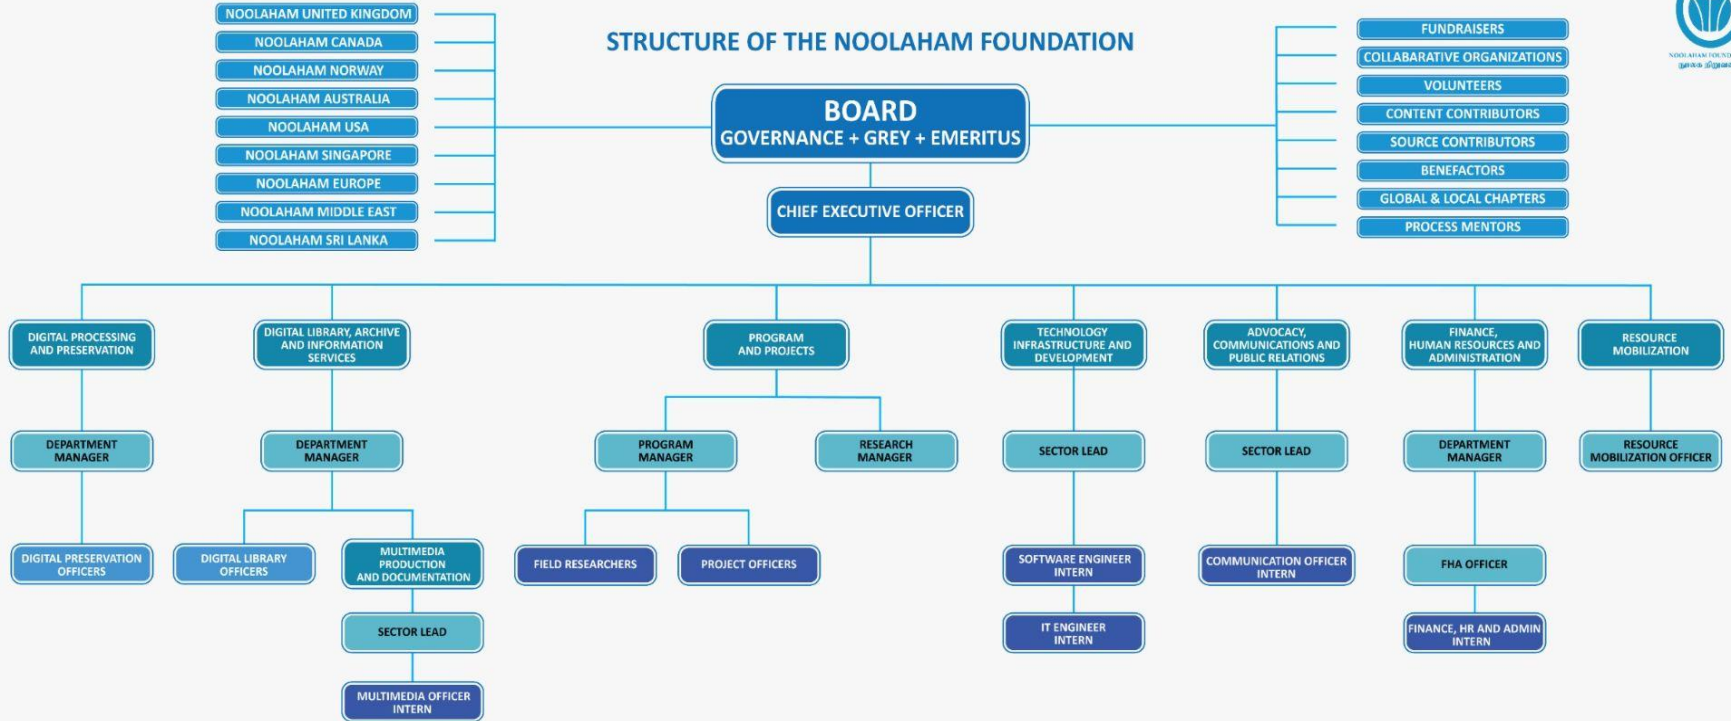 NOOLAHAM UNITED KINGDOM
NOOLAHAM CANADA
NOOLAHAM NORWAY
NOOLAHAM AUSTRALIA
NOOLAHAM USA
NOOLAHAM SINGAPORE
NOOLAHAM EUROPE
NOOLAHAM MIDDLE EAST
NOOLAHAM SRI LANKA
STRUCTURE OF THE NOOLAHAM FOUNDATION
BOARD
GOVERNANCE + GREY + EMERITUS
CHIEF EXECUTIVE OFFICER
FUNDRAISERS
COLLABARATIVE ORGANIZATIONS
VOLUNTEERS
CONTENT CONTRIBUTORS
SOURCE CONTRIBUTORS
BENEFACTORS
GLOBAL & LOCAL CHAPTERS
PROCESS MENTORS
DIGITAL PROCESSING
AND PRESERVATION
DIGITAL LIBRARY, ARCHIVE
AND INFORMATION
SERVICES
PROGRAM
AND PROJECTS
TECHNOLOGY
INFRASTRUCTURE AND
DEVELOPMENT
ADVOCACY,
COMMUNICATIONS AND
PUBLIC RELATIONS
FINANCE,
HUMAN RESOURCES AND
ADMINISTRATION
RESOURCE
MOBILIZATION
DEPARTMENT
MANAGER
DEPARTMENT
MANAGER
PROGRAM
MANAGER
RESEARCH
MANAGER
SECTOR LEAD
SECTOR LEAD
DEPARTMENT
MANAGER
RESOURCE
MOBILIZATION OFFICER
DIGITAL PRESERVATION
OFFICERS
DIGITAL LIBRARY
OFFICERS
MULTIMEDIA
PRODUCTION
AND DOCUMENTATION
FIELD RESEARCHERS
PROJECT OFFICERS
SOFTWARE ENGINEER
INTERN
COMMUNICATION OFFICER
INTERN
FHA OFFICER
SECTOR LEAD
IT ENGINEER
INTERN
FINANCE, HR AND ADMIN
INTERN
MULTIMEDIA OFFICER
INTERN